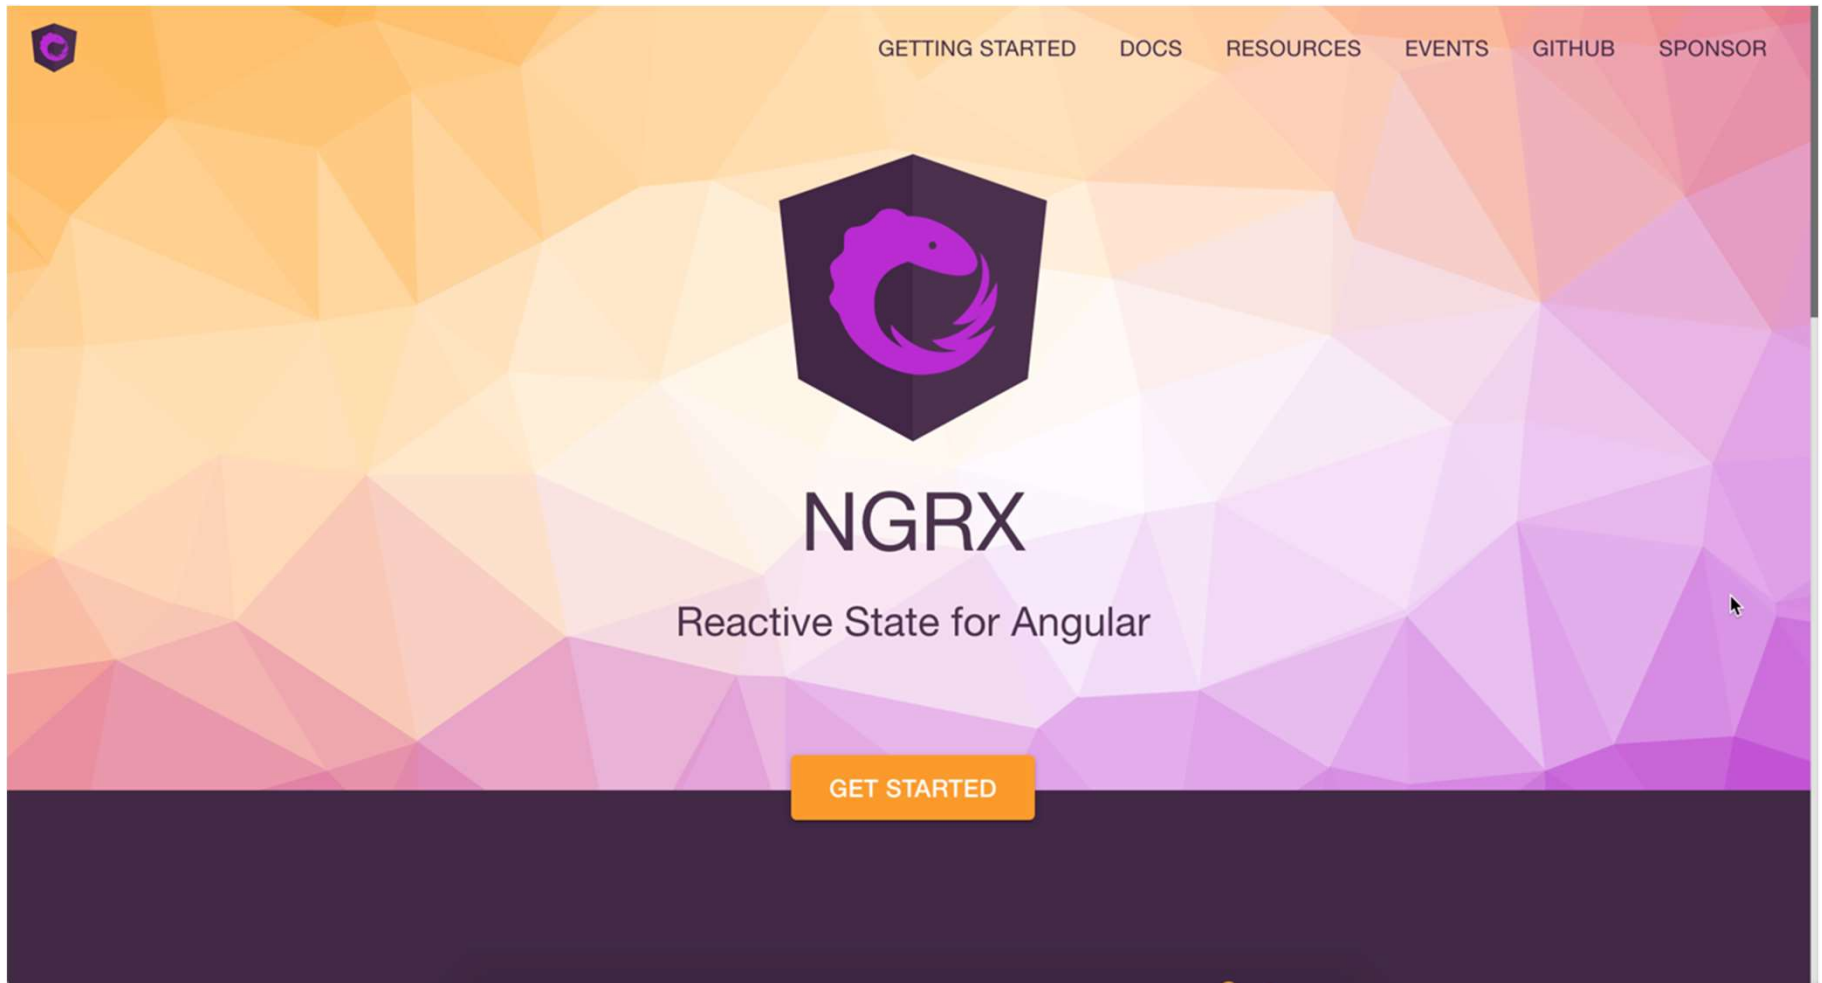 GETTING STARTED DOCS RESOURCES EVENTS GITHUB SPONSOR
NGRX
Reactive State for Angular
GET STARTED